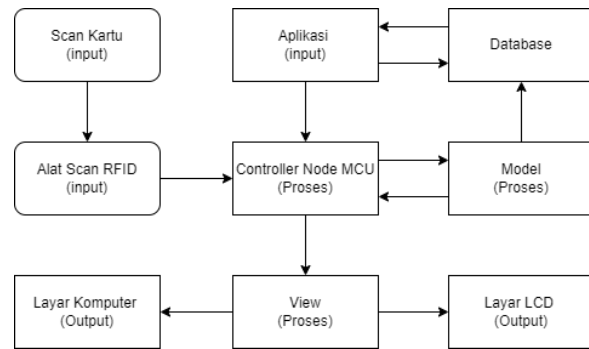 Scan Kartu
(input)
Aplikasi
(input)
Database
Alat Scan RFID
(input)
Controller Node MCU
(Proses)
Model
(Proses)
Layar Komputer
(Output)
View
(Proses)
Layar LCD
(Output)